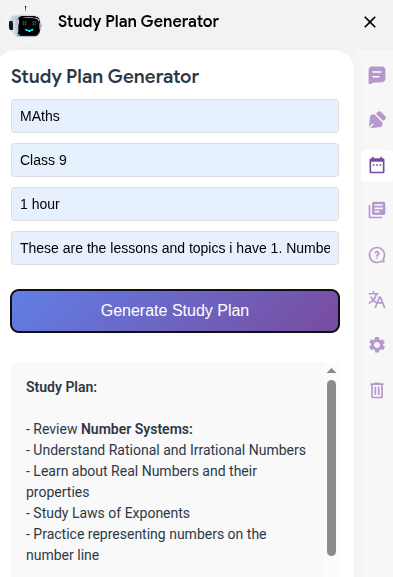 Study Plan Generator
Study Plan Generator
MAths
Class 9
1 hour
These are the lessons and topics i have 1. Numbe
Generate Study Plan
Study Plan:
- Review Number Systems:
- Understand Rational and Irrational Numbers
- Learn about Real Numbers and their
properties
- Study Laws of Exponents
- Practice representing numbers on the
number line